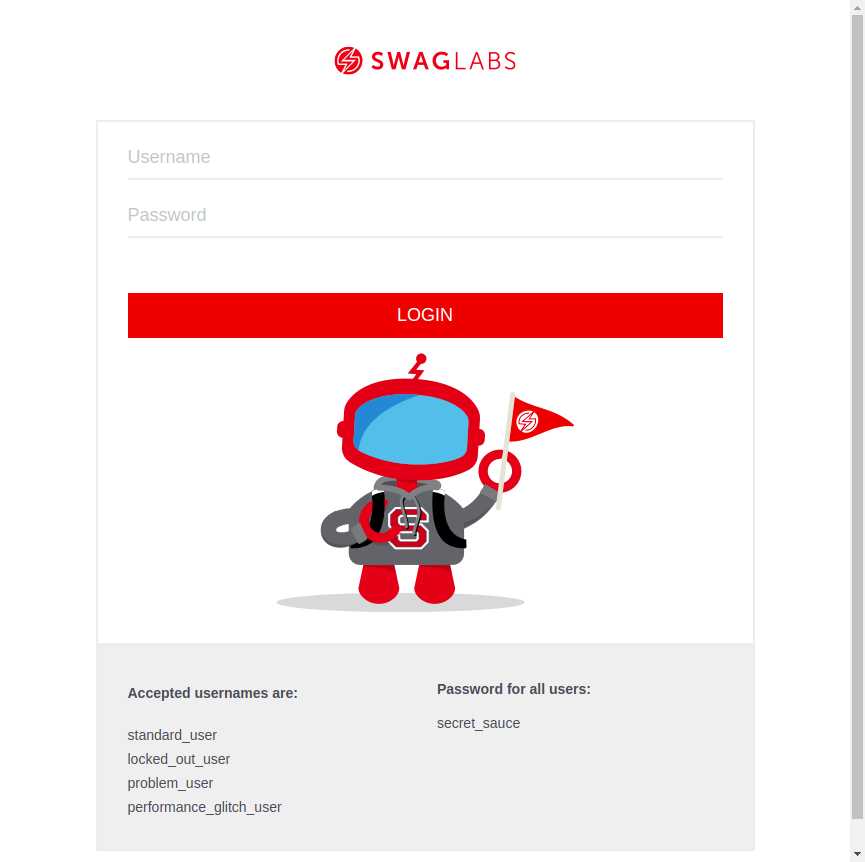 SWAGLABS
Username
Password
LOGIN
S
Accepted usernames are:
standard_user
locked_out_user
problem_user
performance_glitch_user
Password for all users:
secret_sauce